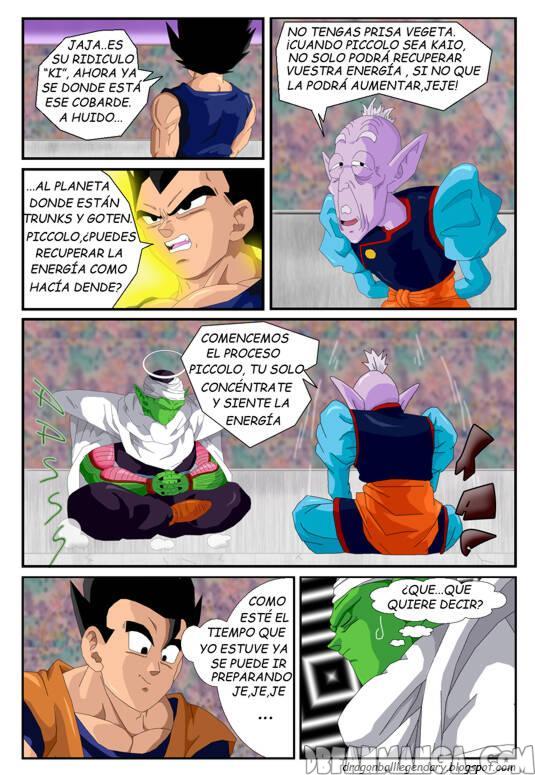 JAJA..ES
SU RIDICULO
"KI", AHORA YA
SE DONDE ESTÁ
ESE COBARDE.
A HUIDO...
NO TENGAS PRISA VEGETA.
¡CUANDO PICCOLO SEA KAIO,
NO SOLO PODRÁ RECUPERAR
VUESTRA ENERGÍA , SI NO QUE
LA PODRÁ AUMENTAR,JEJE!
...AL PLANETA
DONDE ESTÁN
TRUNKS Y GOTEN.
PICCOLO,¿PUEDES
RECUPERAR LA
ENERGÍA COMO
HACÍA DENDE?
COMENCEMOS
EL PROCESO
PICCOLO, TU SOLO
CONCÉNTRATE
Y SIENTE LA
ENERGÍA
AASSSS
COMO
ESTÉ EL
TIEMPO QUE
YO ESTUVE YA
SE PUEDE IR
PREPARANDO
JE,JE,JE
...
¿QUE...QUE
QUIERE DECIR?
DBFANMANGA.COM
dragonballlegendary.blogspot.com